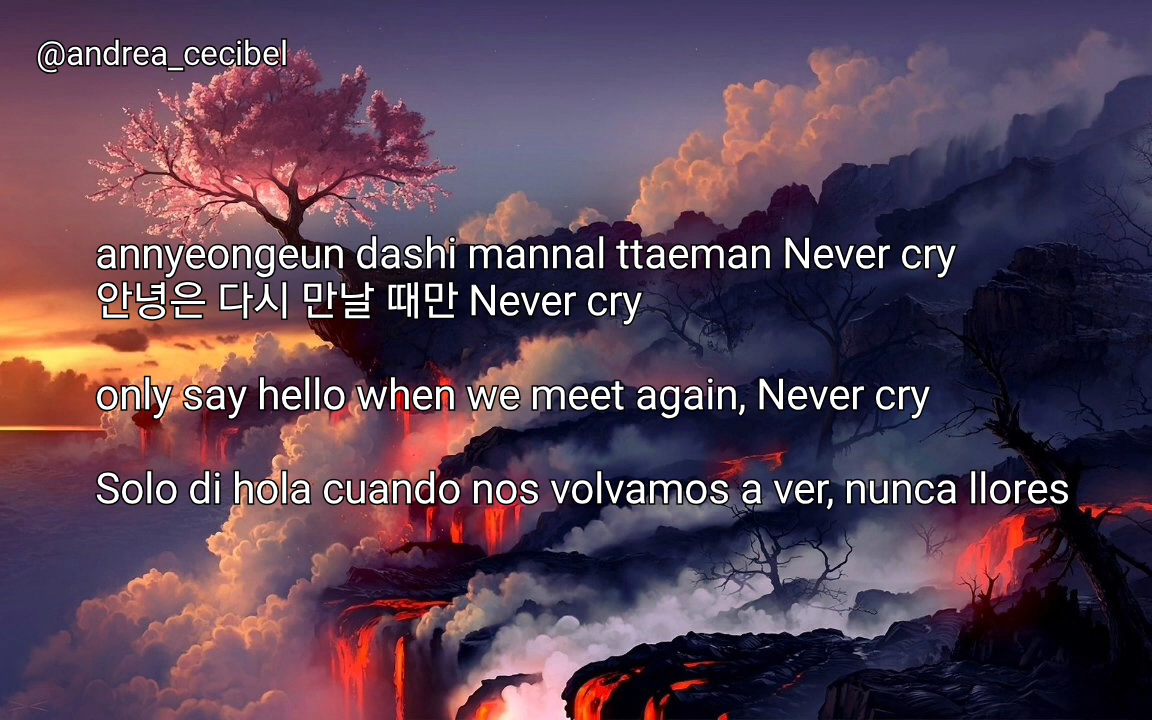 @andrea_cecibel
annyeongeun dashi mannal ttaeman Never cry
안녕은 다시 만날 때만 Never cry
only say hello when we meet again, Never cry
Solo di hola cuando nos volvamos a ver, nunca llores